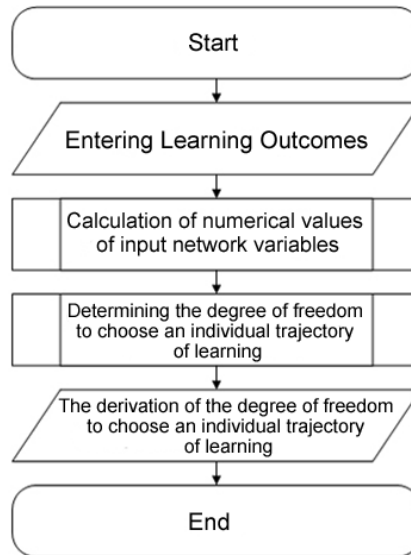 Start
Entering Learning Outcomes
Calculation of numerical values
of input network variables
Determining the degree of freedom
to choose an individual trajectory
of learning
The derivation of the degree of freedom
to choose an individual trajectory
of learning
End